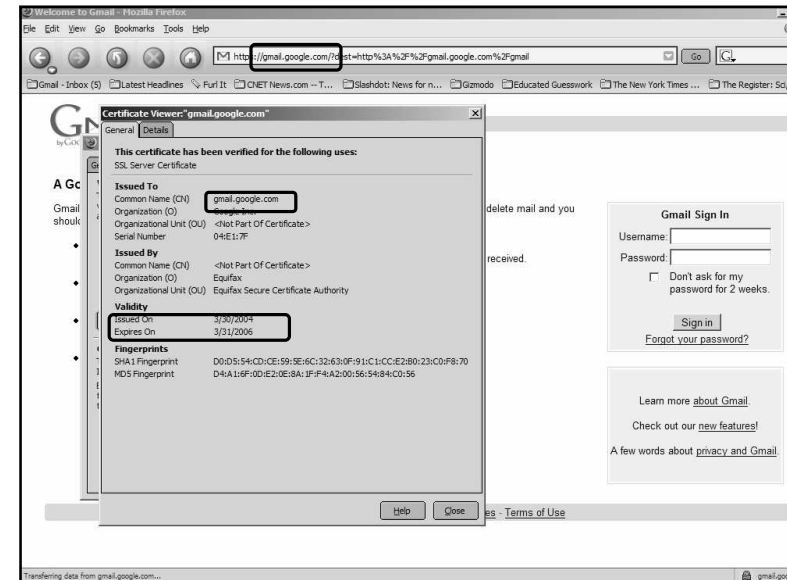 Welcome to Gmail - Mozilla Firefox
File Edit View Go Bookmarks Tools Help
http://gmail.google.com/?dest=http%3A%2F%2Fgmail.google.com%2Fgmail Go G
Gmail - Inbox (5) Latest Headlines Furl It CNET News.com -- T... Slashdot: News for n... Gizmodo Educated Guesswork The New York Times ... The Register: Sci
Certificate Viewer:"gmail.google.com"
General Details
This certificate has been verified for the following uses:
SSL Server Certificate
Issued To
Common Name (CN) gmail.google.com
Organization (O) Google Inc.
Organizational Unit (OU) <Not Part Of Certificate>
Serial Number 04:E1:7F
Issued By
Common Name (CN) <Not Part Of Certificate>
Organization (O) Equifax
Organizational Unit (OU) Equifax Secure Certificate Authority
Validity
Issued On 3/30/2004
Expires On 3/31/2006
Fingerprints
SHA1 Fingerprint D0:D5:54:CD:CE:59:5E:6C:32:63:0F:91:C1:CC:E2:B0:23:C0:F8:70
MD5 Fingerprint D4:A1:6F:0D:E2:0E:8A:1F:F4:A2:00:56:54:84:C0:56
Help Close
A Go
Gmail
should
delete mail and you
received.
Gmail Sign In
Username:
Password:
Don't ask for my
password for 2 weeks.
Sign in
Forgot your password?
Learn more about Gmail.
Check out our new features!
A few words about privacy and Gmail.
es - Terms of Use
Transferring data from gmail.google.com... gmail.goo